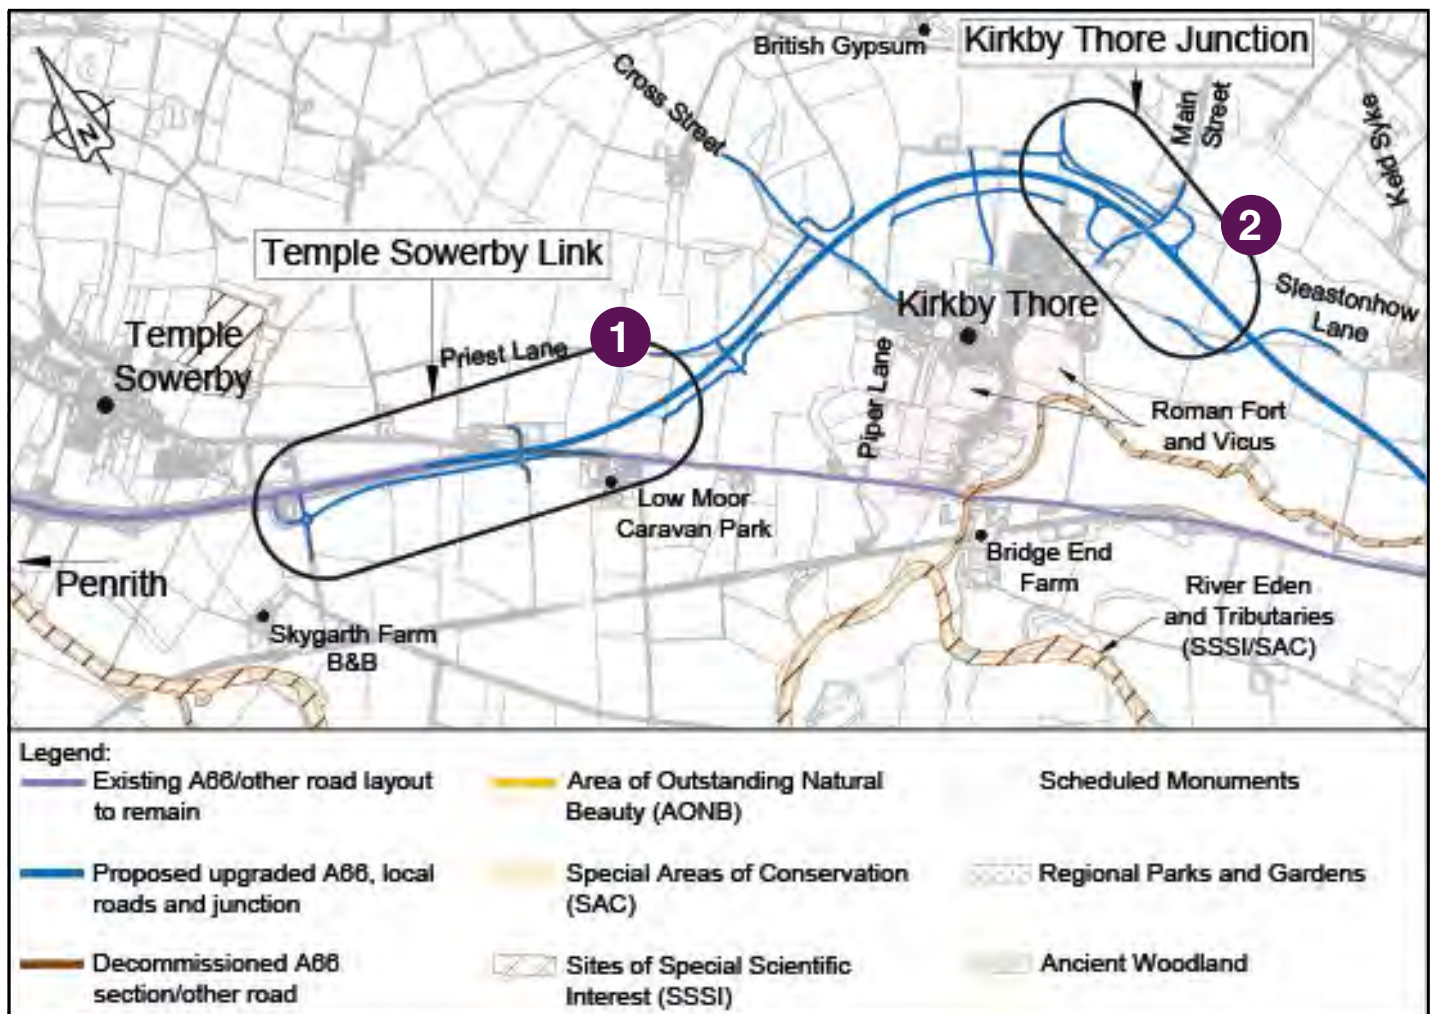 British Gypsum
Kirkby Thore Junction
Cross Street
Main
Street
Keld Syke
N
2
Temple Sowerby Link
Sleastonhow
Lane
Kirkby Thore
1
Temple
Sowerby
Priest Lane
Piper Lane
Roman Fort
and Vicus
Low Moor
Caravan Park
Bridge End
Farm
Penrith
River Eden
and Tributaries
(SSSI/SAC)
Skygarth Farm
B&B
Legend:
Existing A66/other road layout
to remain
Area of Outstanding Natural
Beauty (AONB)
Scheduled Monuments
Proposed upgraded A66, local
roads and junction
Special Areas of Conservation
(SAC)
Regional Parks and Gardens
Decommissioned A66
section/other road
Sites of Special Scientific
Interest (SSSI)
Ancient Woodland